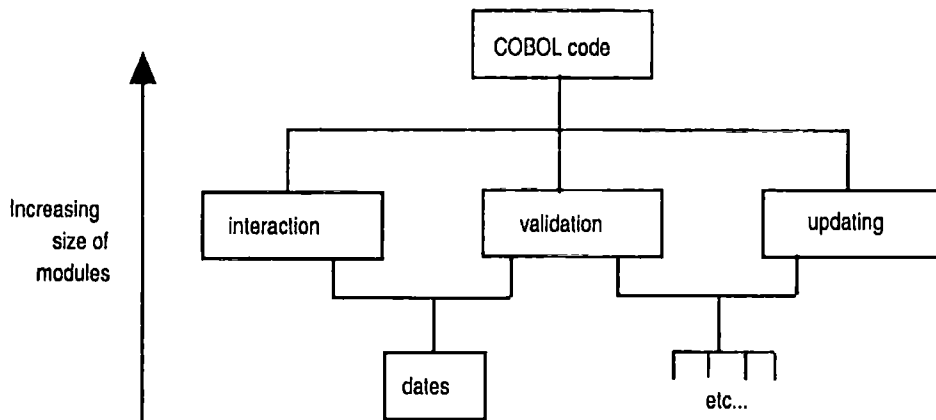 COBOL code
Increasing
size of
modules
interaction
validation
updating
dates
etc...